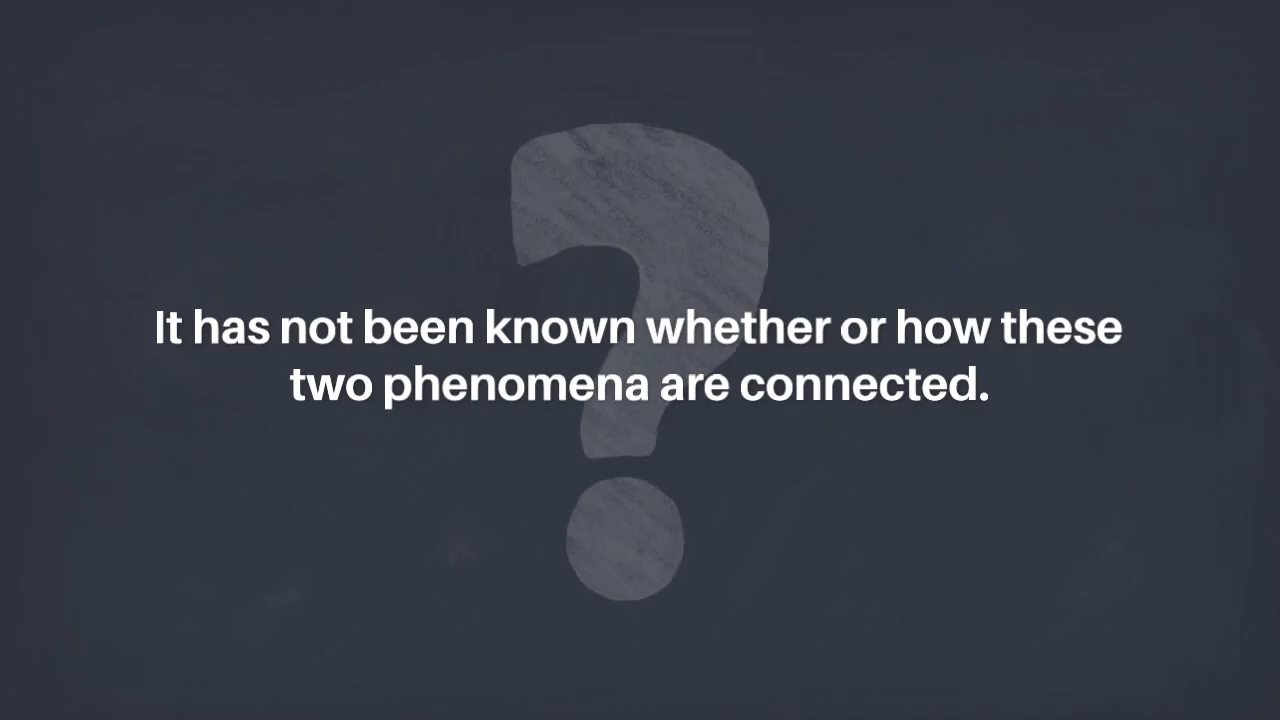 It has not been known whether or how these
two phenomena are connected.